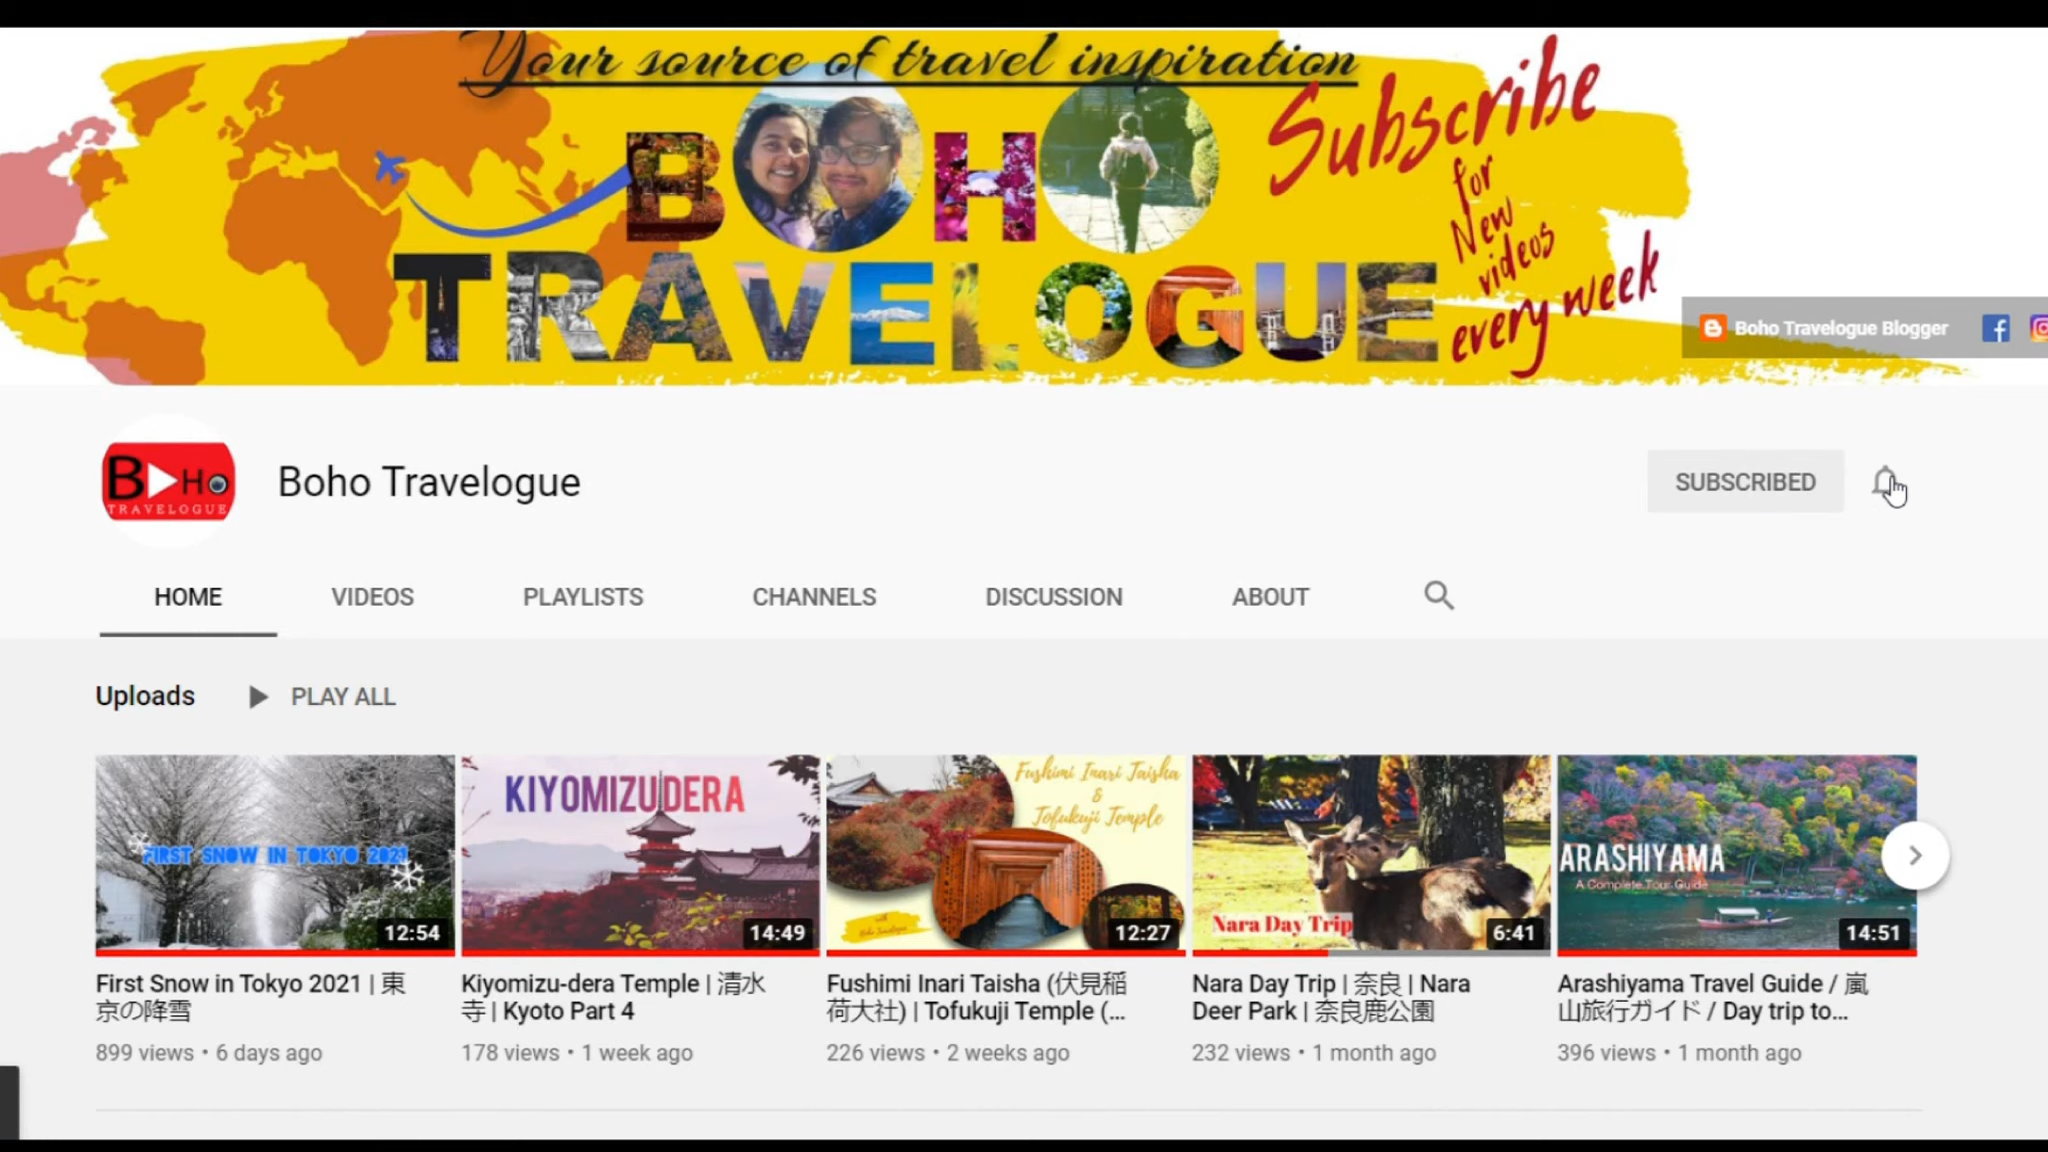 Your source of travel inspiration
BOHO
TRAVELOGUE
Subscribe
for
New
videos
every week
Boho Travelogue Blogger
BHo
TRAVELOGUE
Boho Travelogue
SUBSCRIBED
HOME VIDEOS PLAYLISTS CHANNELS DISCUSSION ABOUT
Uploads PLAY ALL
FIRST SNOW IN TOKYO 2021
12:54
KIYOMIZUDERA
14:49
Fushimi Inari Taisha
&
Tofukuji Temple
12:27
Nara Day Trip
6:41
ARASHIYAMA
A Complete Tour Guide
14:51
First Snow in Tokyo 2021 | 東
京の降雪
899 views • 6 days ago
Kiyomizu-dera Temple | 清水
寺 | Kyoto Part 4
178 views • 1 week ago
Fushimi Inari Taisha (伏見稲
荷大社) | Tofukuji Temple (...
226 views • 2 weeks ago
Nara Day Trip | 奈良 | Nara
Deer Park | 奈良鹿公園
232 views • 1 month ago
Arashiyama Travel Guide / 嵐
山旅行ガイド / Day trip to...
396 views • 1 month ago